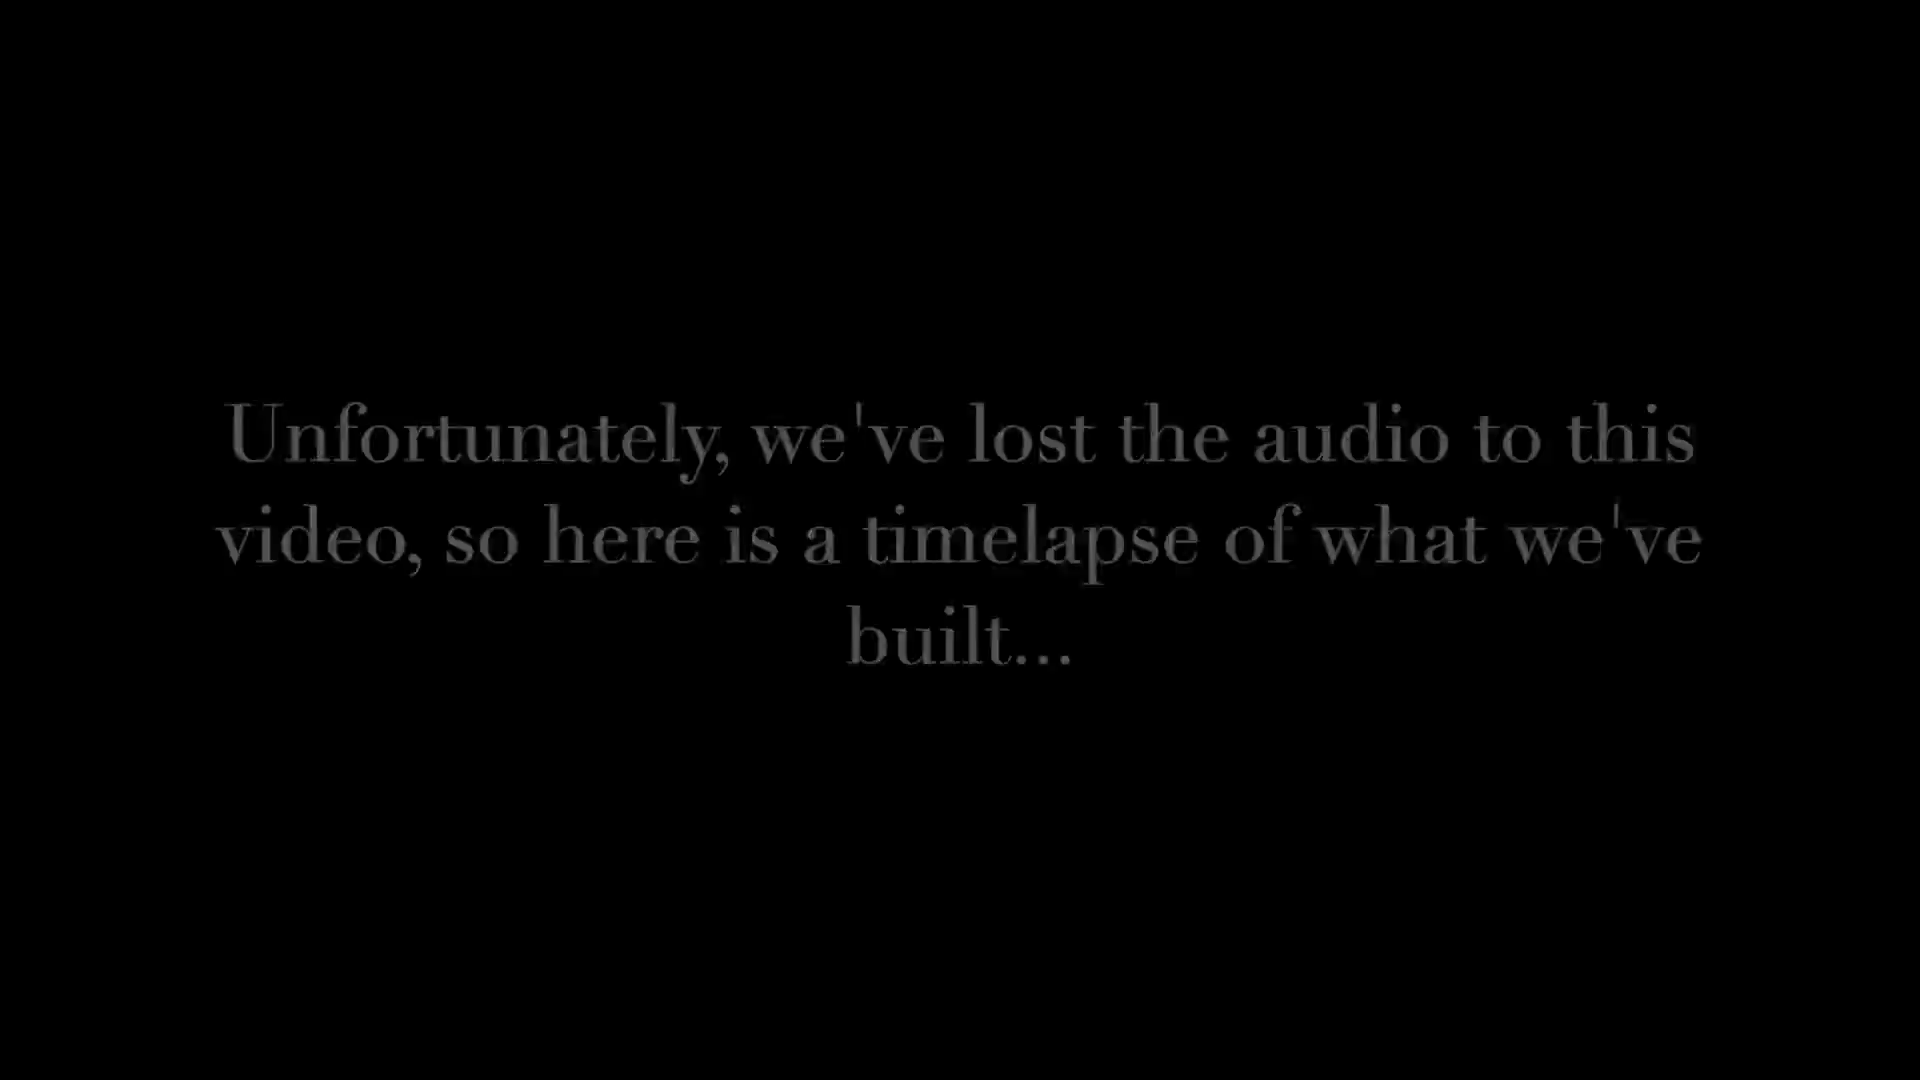 Unfortunately, we've lost the audio to this
video, so here is a timelapse of what we've
built...